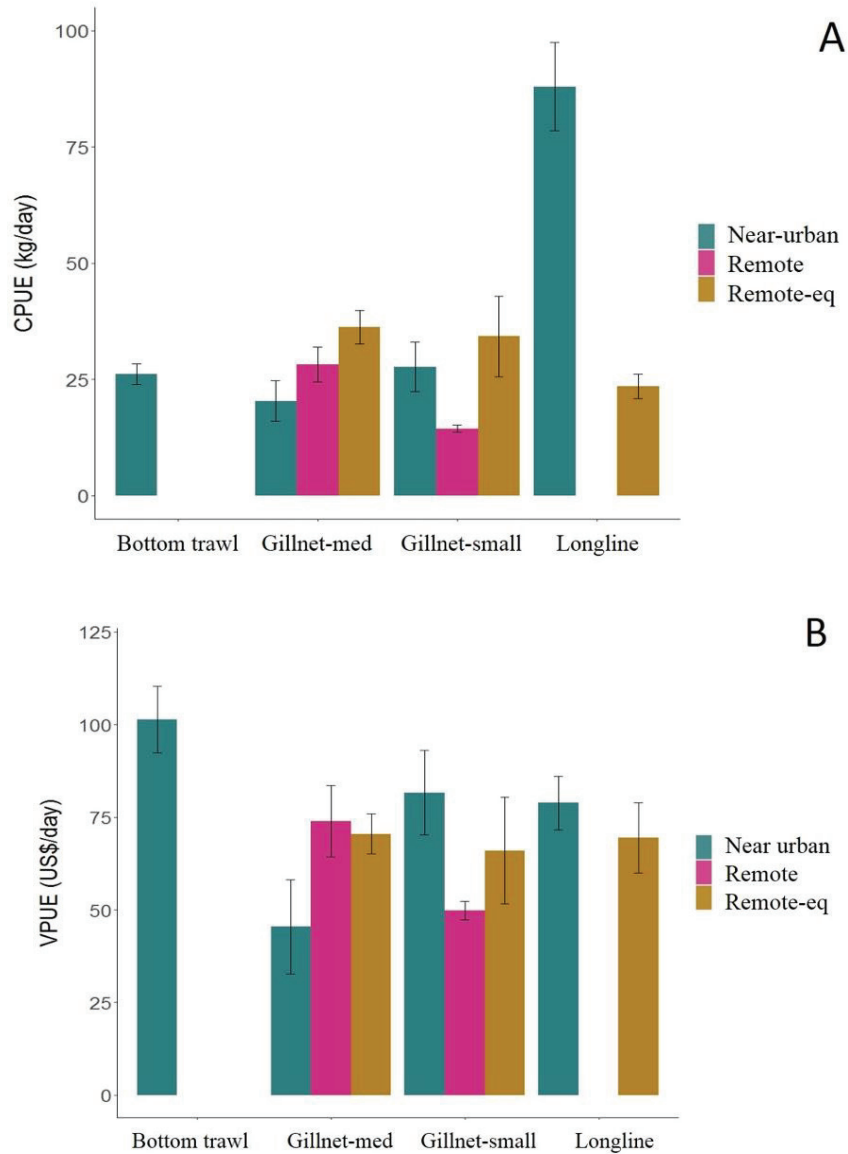 A
100
75
50
25
0
CPUE (kg/day)
Near-urban
Remote
Remote-eq
Bottom trawl Gillnet-med Gillnet-small Longline
B
125
100
75
50
25
0
VPUE (US$/day)
Near urban
Remote
Remote-eq
Bottom trawl Gillnet-med Gillnet-small Longline